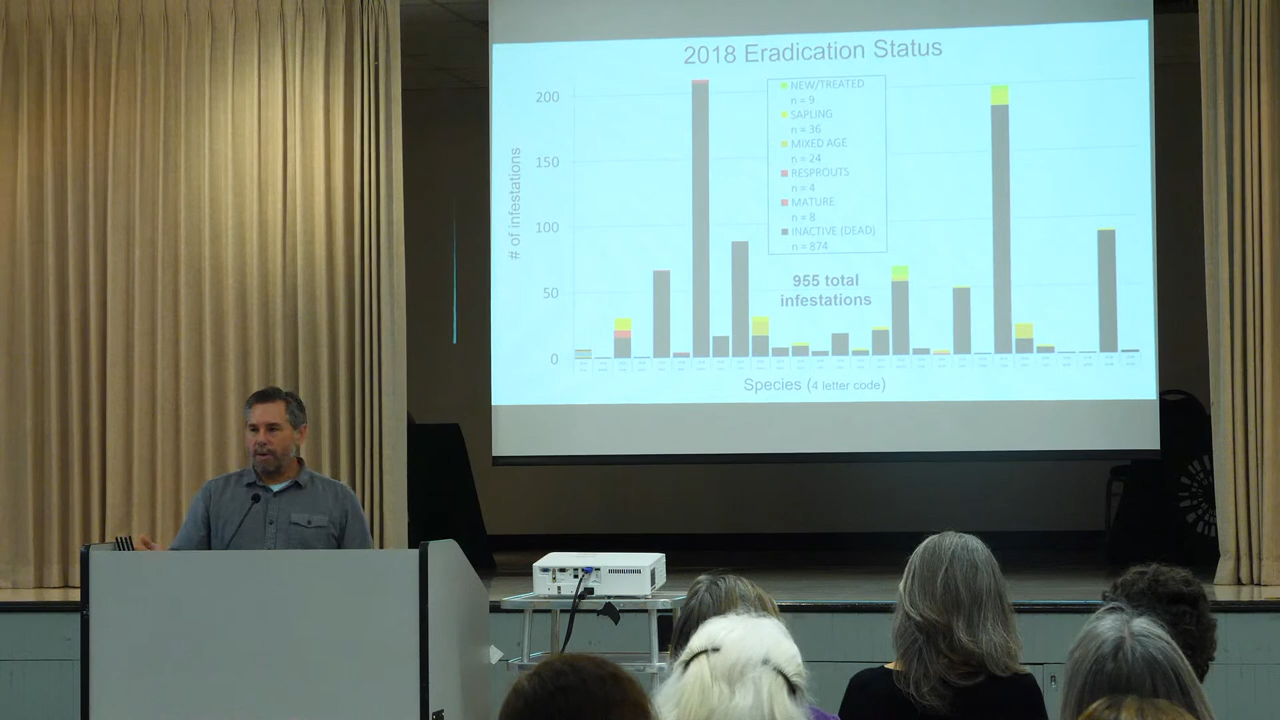 2018 Eradication Status
# of infestations
200
150
100
50
0
NEW/TREATED
n = 9
SAPLING
n = 36
MIXED AGE
n = 24
RESPROUTS
n = 4
MATURE
n = 8
INACTIVE (DEAD)
n = 874
955 total
infestations
Species (4 letter code)